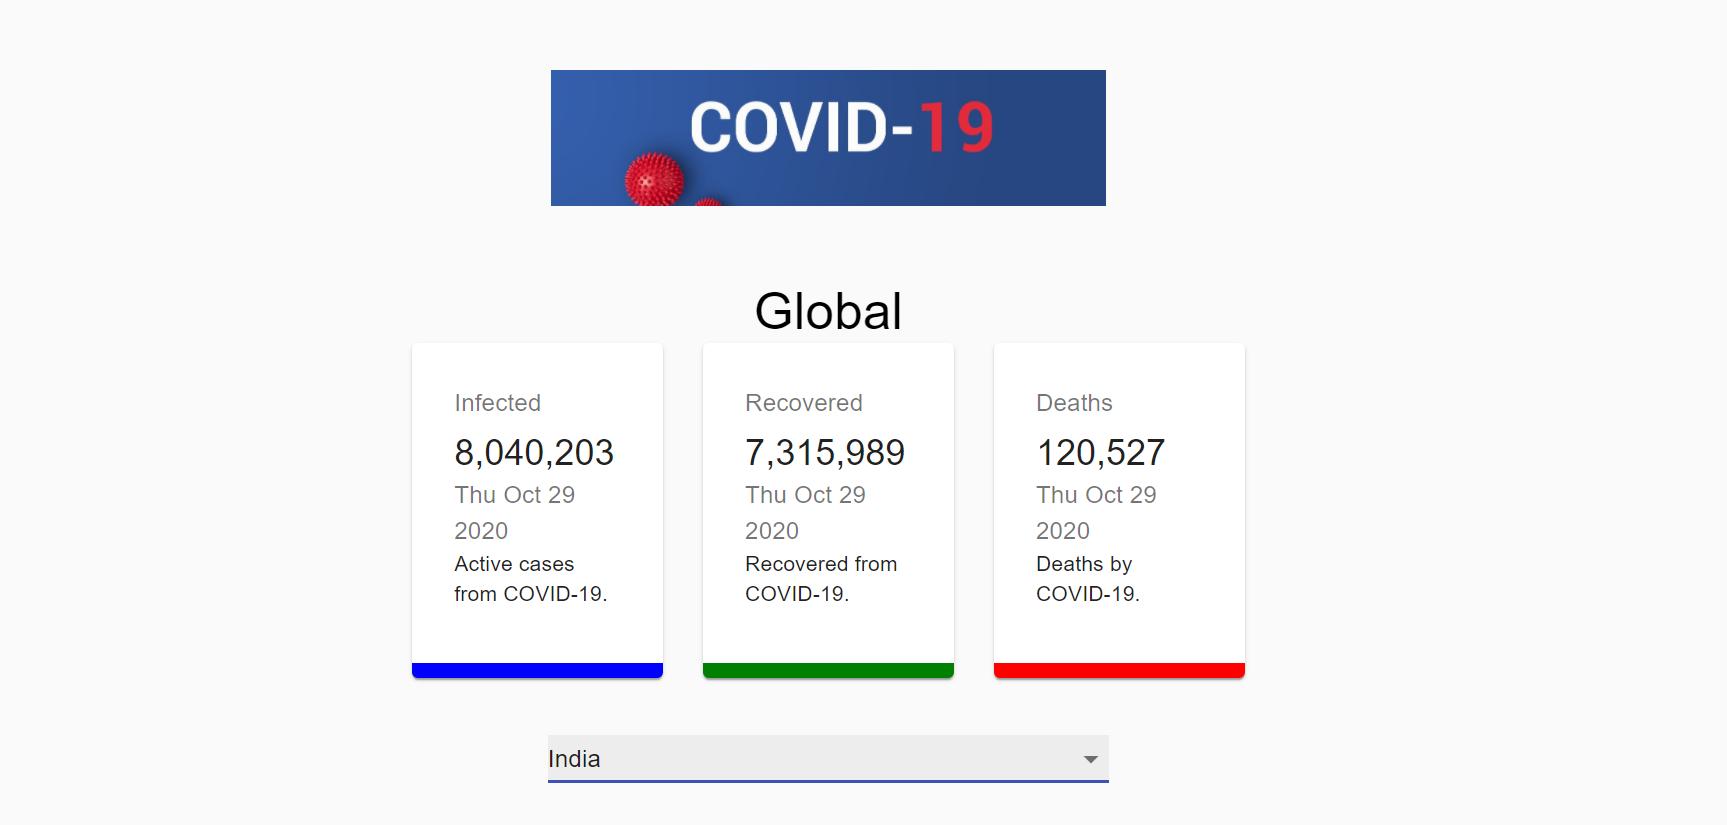 COVID-19
Global
Infected
8,040,203
Thu Oct 29
2020
Active cases
from COVID-19.
Recovered
7,315,989
Thu Oct 29
2020
Recovered from
COVID-19.
Deaths
120,527
Thu Oct 29
2020
Deaths by
COVID-19.
India